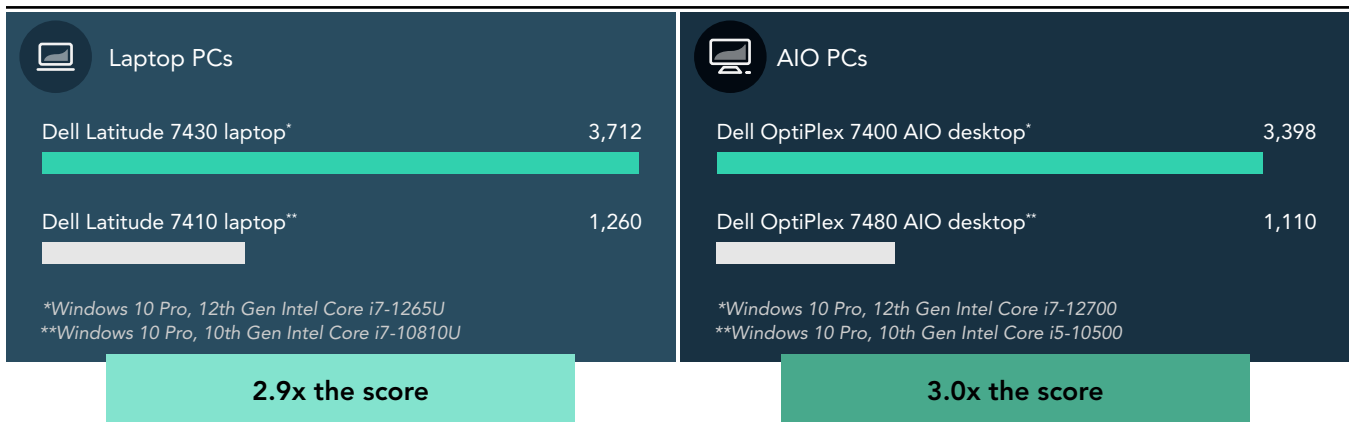 Laptop PCs
Dell Latitude 7430 laptop* 3,712
Dell Latitude 7410 laptop** 1,260
*Windows 10 Pro, 12th Gen Intel Core i7-1265U
**Windows 10 Pro, 10th Gen Intel Core i7-10810U
2.9x the score
AIO PCs
Dell OptiPlex 7400 AIO desktop* 3,398
Dell OptiPlex 7480 AIO desktop** 1,110
*Windows 10 Pro, 12th Gen Intel Core i7-12700
**Windows 10 Pro, 10th Gen Intel Core i5-10500
3.0x the score